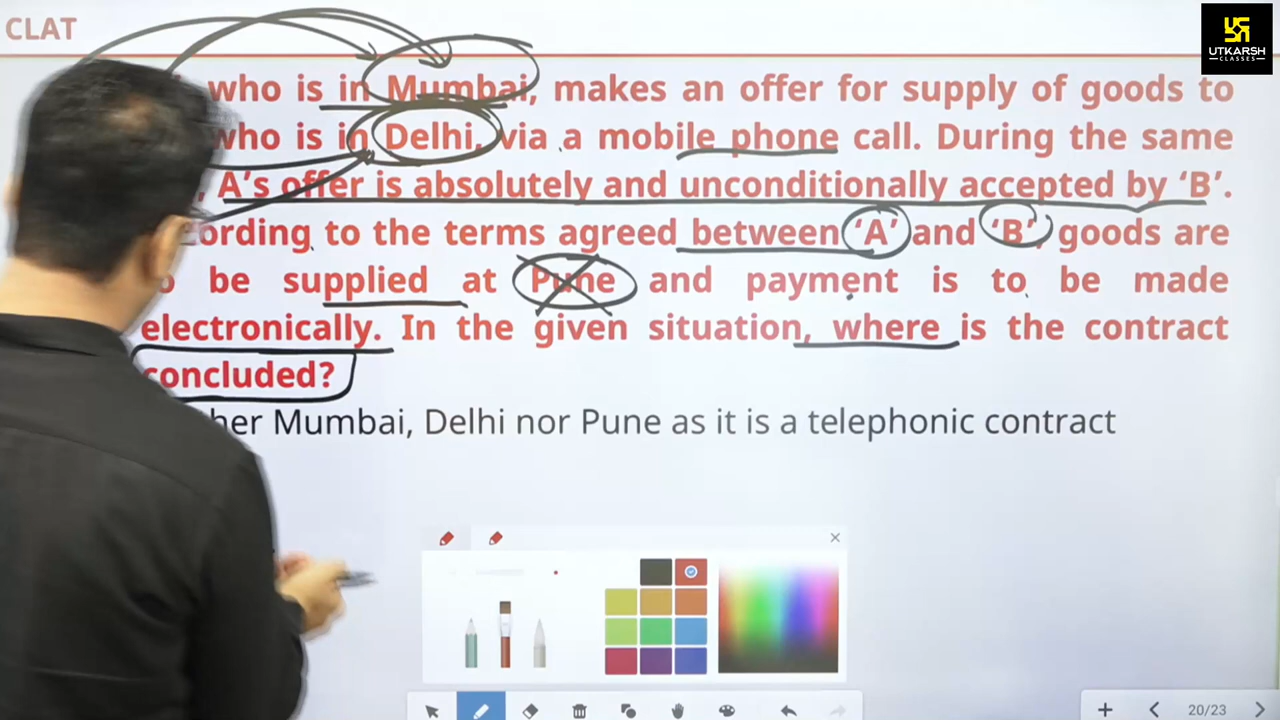 CLAT
UTKARSH
CLASSES
who is in Mumbai, makes an offer for supply of goods to
who is in Delhi, via a mobile phone call. During the same
, A’s offer is absolutely and unconditionally accepted by ‘B’.
to the terms agreed between ‘A’ and ‘B’, goods are
be supplied at Pune and payment is to be made
electronically. In the given situation, where is the contract
concluded?
Mumbai, Delhi nor Pune as it is a telephonic contract
20/23